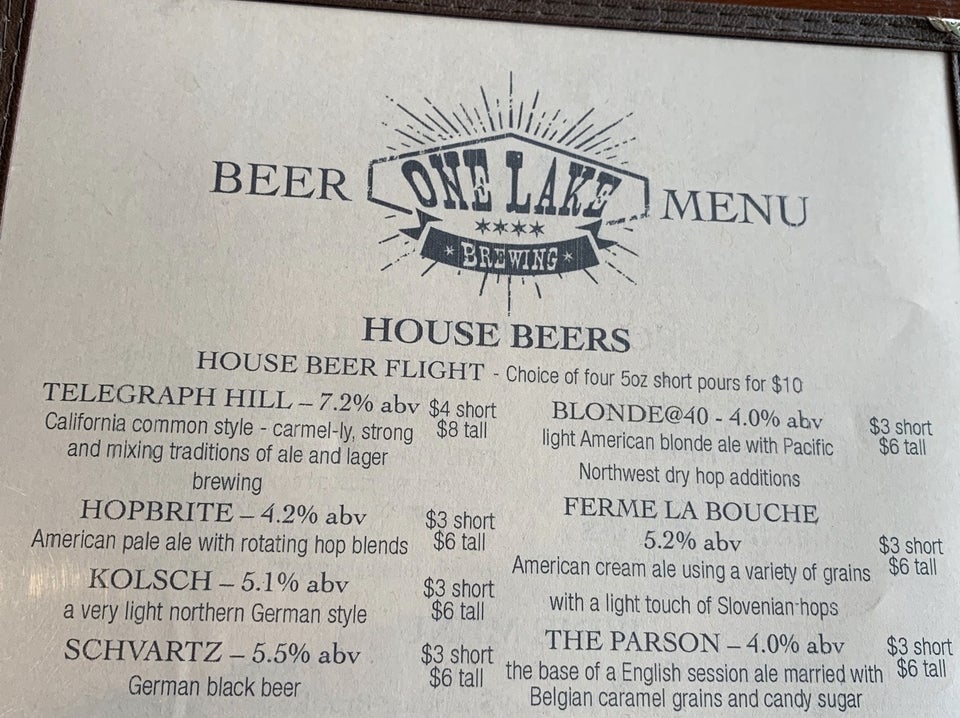 BEER ONE LAKE MENU
BREWING
HOUSE BEERS
HOUSE BEER FLIGHT - Choice of four 5oz short pours for $10
TELEGRAPH HILL – 7.2% abv $4 short
California common style - carmel-ly, strong $8 tall
and mixing traditions of ale and lager
brewing
HOPBRITE – 4.2% abv $3 short
American pale ale with rotating hop blends $6 tall
KOLSCH – 5.1% abv $3 short
a very light northern German style $6 tall
SCHVARTZ – 5.5% abv $3 short
German black beer $6 tall
BLONDE@40 - 4.0% abv $3 short
light American blonde ale with Pacific $6 tall
Northwest dry hop additions
FERME LA BOUCHE
5.2% abv $3 short
American cream ale using a variety of grains $6 tall
with a light touch of Slovenian hops
THE PARSON – 4.0% abv $3 short
the base of a English session ale married with $6 tall
Belgian caramel grains and candy sugar